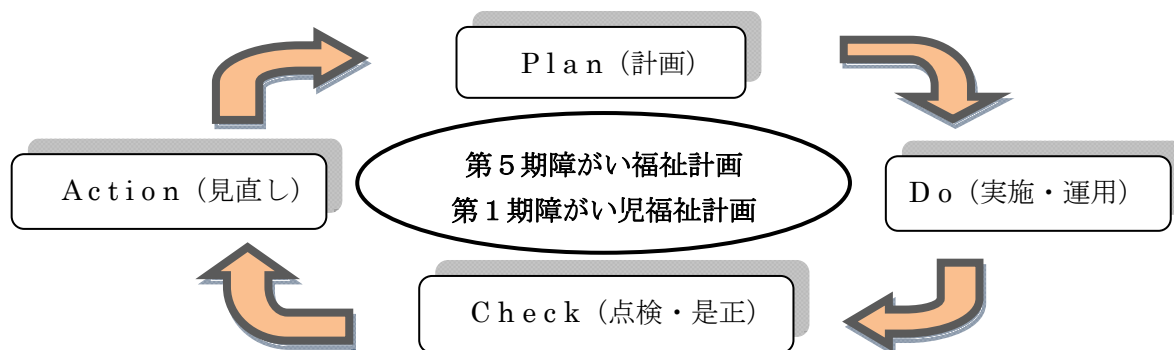 Plan（計画）
第５期障がい福祉計画
第１期障がい児福祉計画
Action（見直し）
Do（実施・運用）
Check（点検・是正）